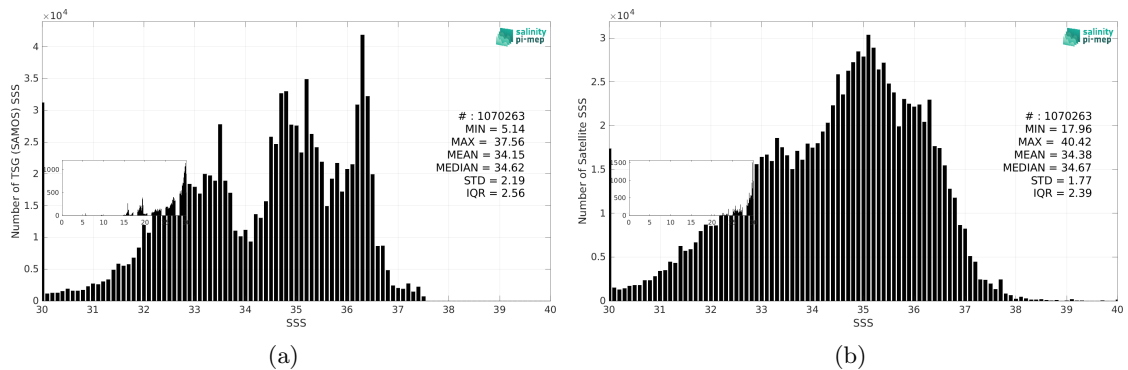 ×10⁴
4
3.5
3
2.5
2
1.5
1
0.5
0
Number of TSG (SAMOS) SSS
salinity
pi-mep
# : 1070263
MIN = 5.14
MAX = 37.56
MEAN = 34.15
MEDIAN = 34.62
STD = 2.19
IQR = 2.56
1000
500
0
0 5 10 15 20
30 31 32 33 34 35 36 37 38 39 40
SSS
(a)
×10⁴
3
2.5
2
1.5
1
0.5
0
Number of Satellite SSS
salinity
pi-mep
# : 1070263
MIN = 17.96
MAX = 40.42
MEAN = 34.38
MEDIAN = 34.67
STD = 1.77
IQR = 2.39
1500
1000
500
0
0 5 10 15 20
30 31 32 33 34 35 36 37 38 39 40
SSS
(b)